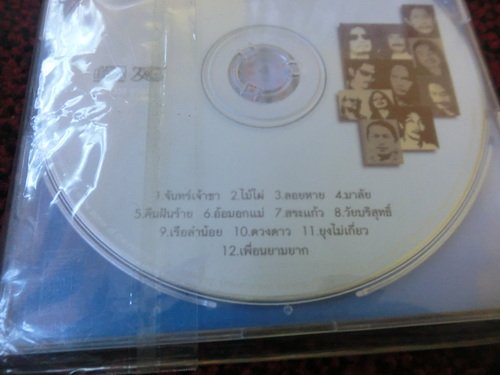 1.จันทร์เจ้าขา 2.ไม้ไผ่ 3.ลอยหาย 4.มาลัย
5.คืนฝันร้าย 6.อ้อมอกแม่ 7.สระแก้ว 8.วัยบริสุทธิ์
9.เรือลำน้อย 10.ดวงดาว 11.ยุงไม่เกี่ยว
12.เพื่อนยามยาก